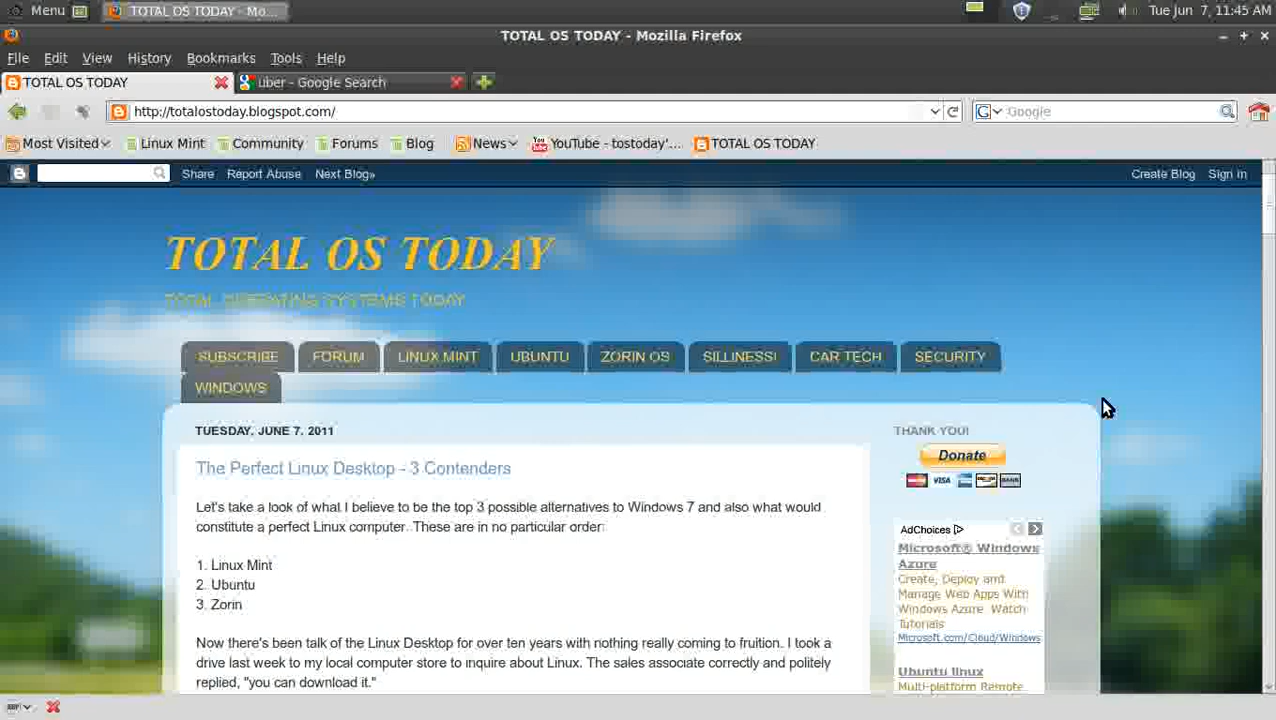 Menu TOTAL OS TODAY - Mo... Tue Jun 7, 11:45 AM
TOTAL OS TODAY - Mozilla Firefox
File Edit View History Bookmarks Tools Help
TOTAL OS TODAY uber - Google Search
http://totalostoday.blogspot.com/ Google
Most Visited Linux Mint Community Forums Blog News YouTube - tostoday'... TOTAL OS TODAY
Share Report Abuse Next Blog» Create Blog Sign In
TOTAL OS TODAY
TOTAL OPERATING SYSTEMS TODAY
SUBSCRIBE FORUM LINUX MINT UBUNTU ZORIN OS SILLINESS! CAR TECH SECURITY
WINDOWS
TUESDAY, JUNE 7, 2011
The Perfect Linux Desktop - 3 Contenders
Let's take a look of what I believe to be the top 3 possible alternatives to Windows 7 and also what would
constitute a perfect Linux computer. These are in no particular order:
1. Linux Mint
2. Ubuntu
3. Zorin
Now there's been talk of the Linux Desktop for over ten years with nothing really coming to fruition. I took a
drive last week to my local computer store to inquire about Linux. The sales associate correctly and politely
replied, "you can download it."
THANK YOU!
Donate
VISA
AdChoices
Microsoft® Windows
Azure
Create, Deploy and
Manage Web Apps With
Windows Azure. Watch
Tutorials
Microsoft.com/Cloud/Windows
Ubuntu linux
Multi-platform Remote